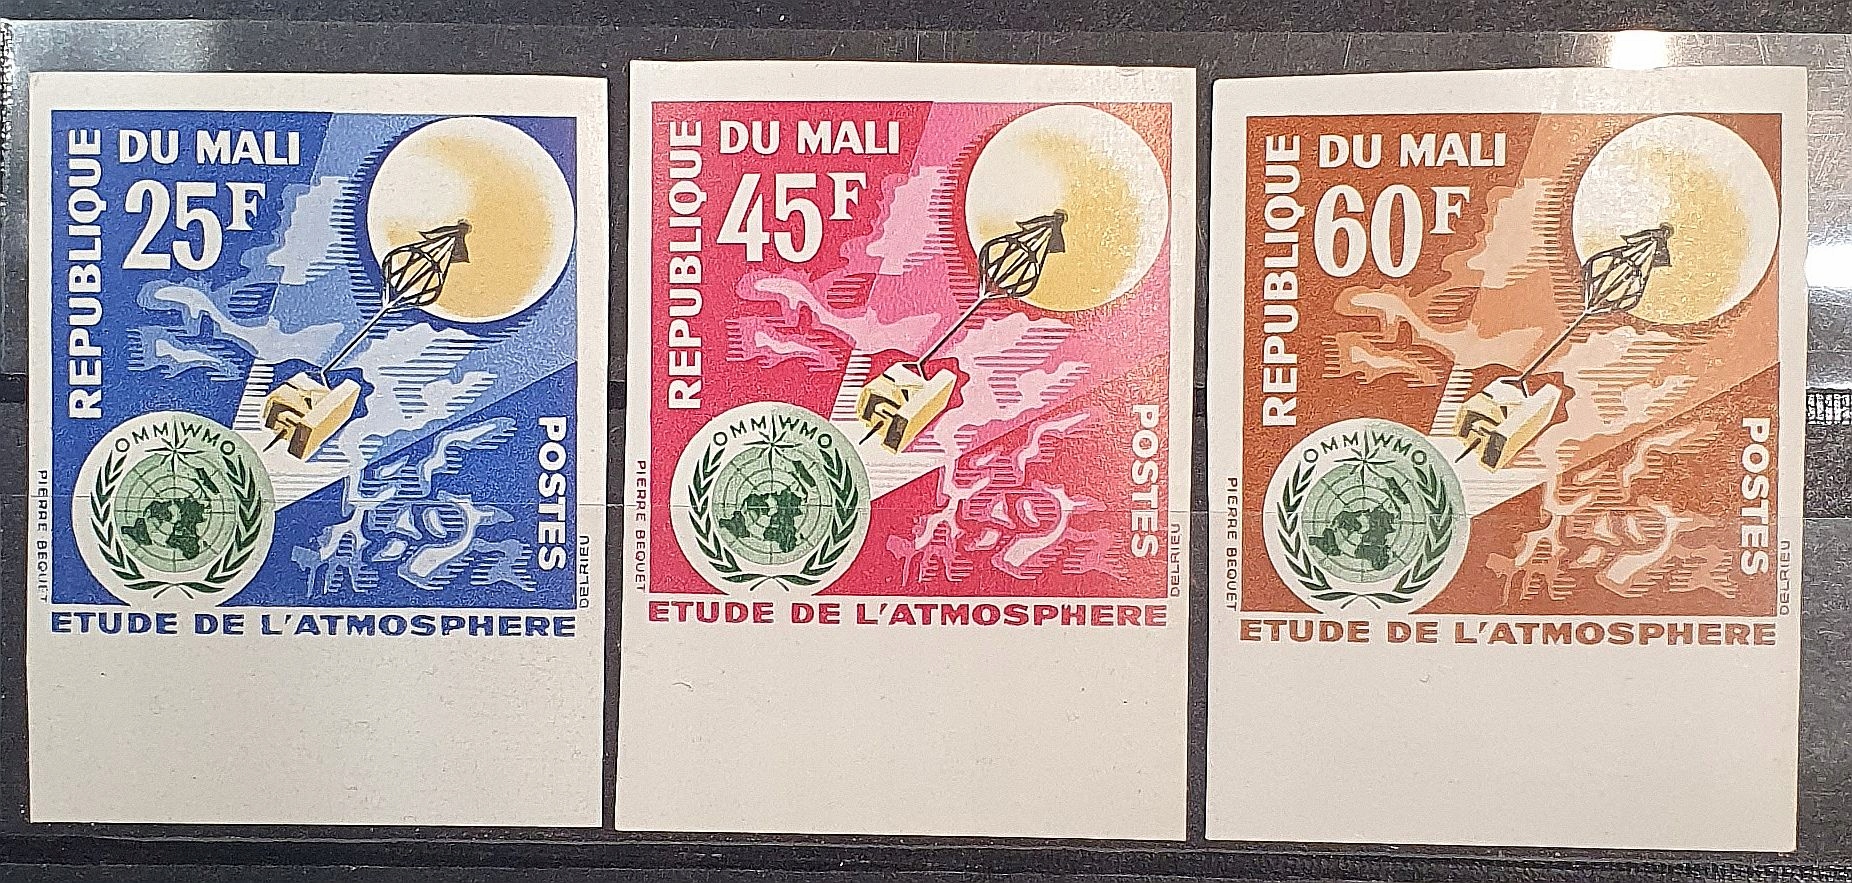 REPUBLIQUE
DU MALI
25F
OMM WMO
POSTES
PIERRE BEQUET
DELRIEU
ETUDE DE L'ATMOSPHERE
REPUBLIQUE
DU MALI
45F
OMM WMO
POSTES
PIERRE BEQUET
DELRIEU
ETUDE DE L'ATMOSPHERE
REPUBLIQUE
DU MALI
60F
OMM WMO
POSTES
PIERRE BEQUET
DELRIEU
ETUDE DE L'ATMOSPHERE